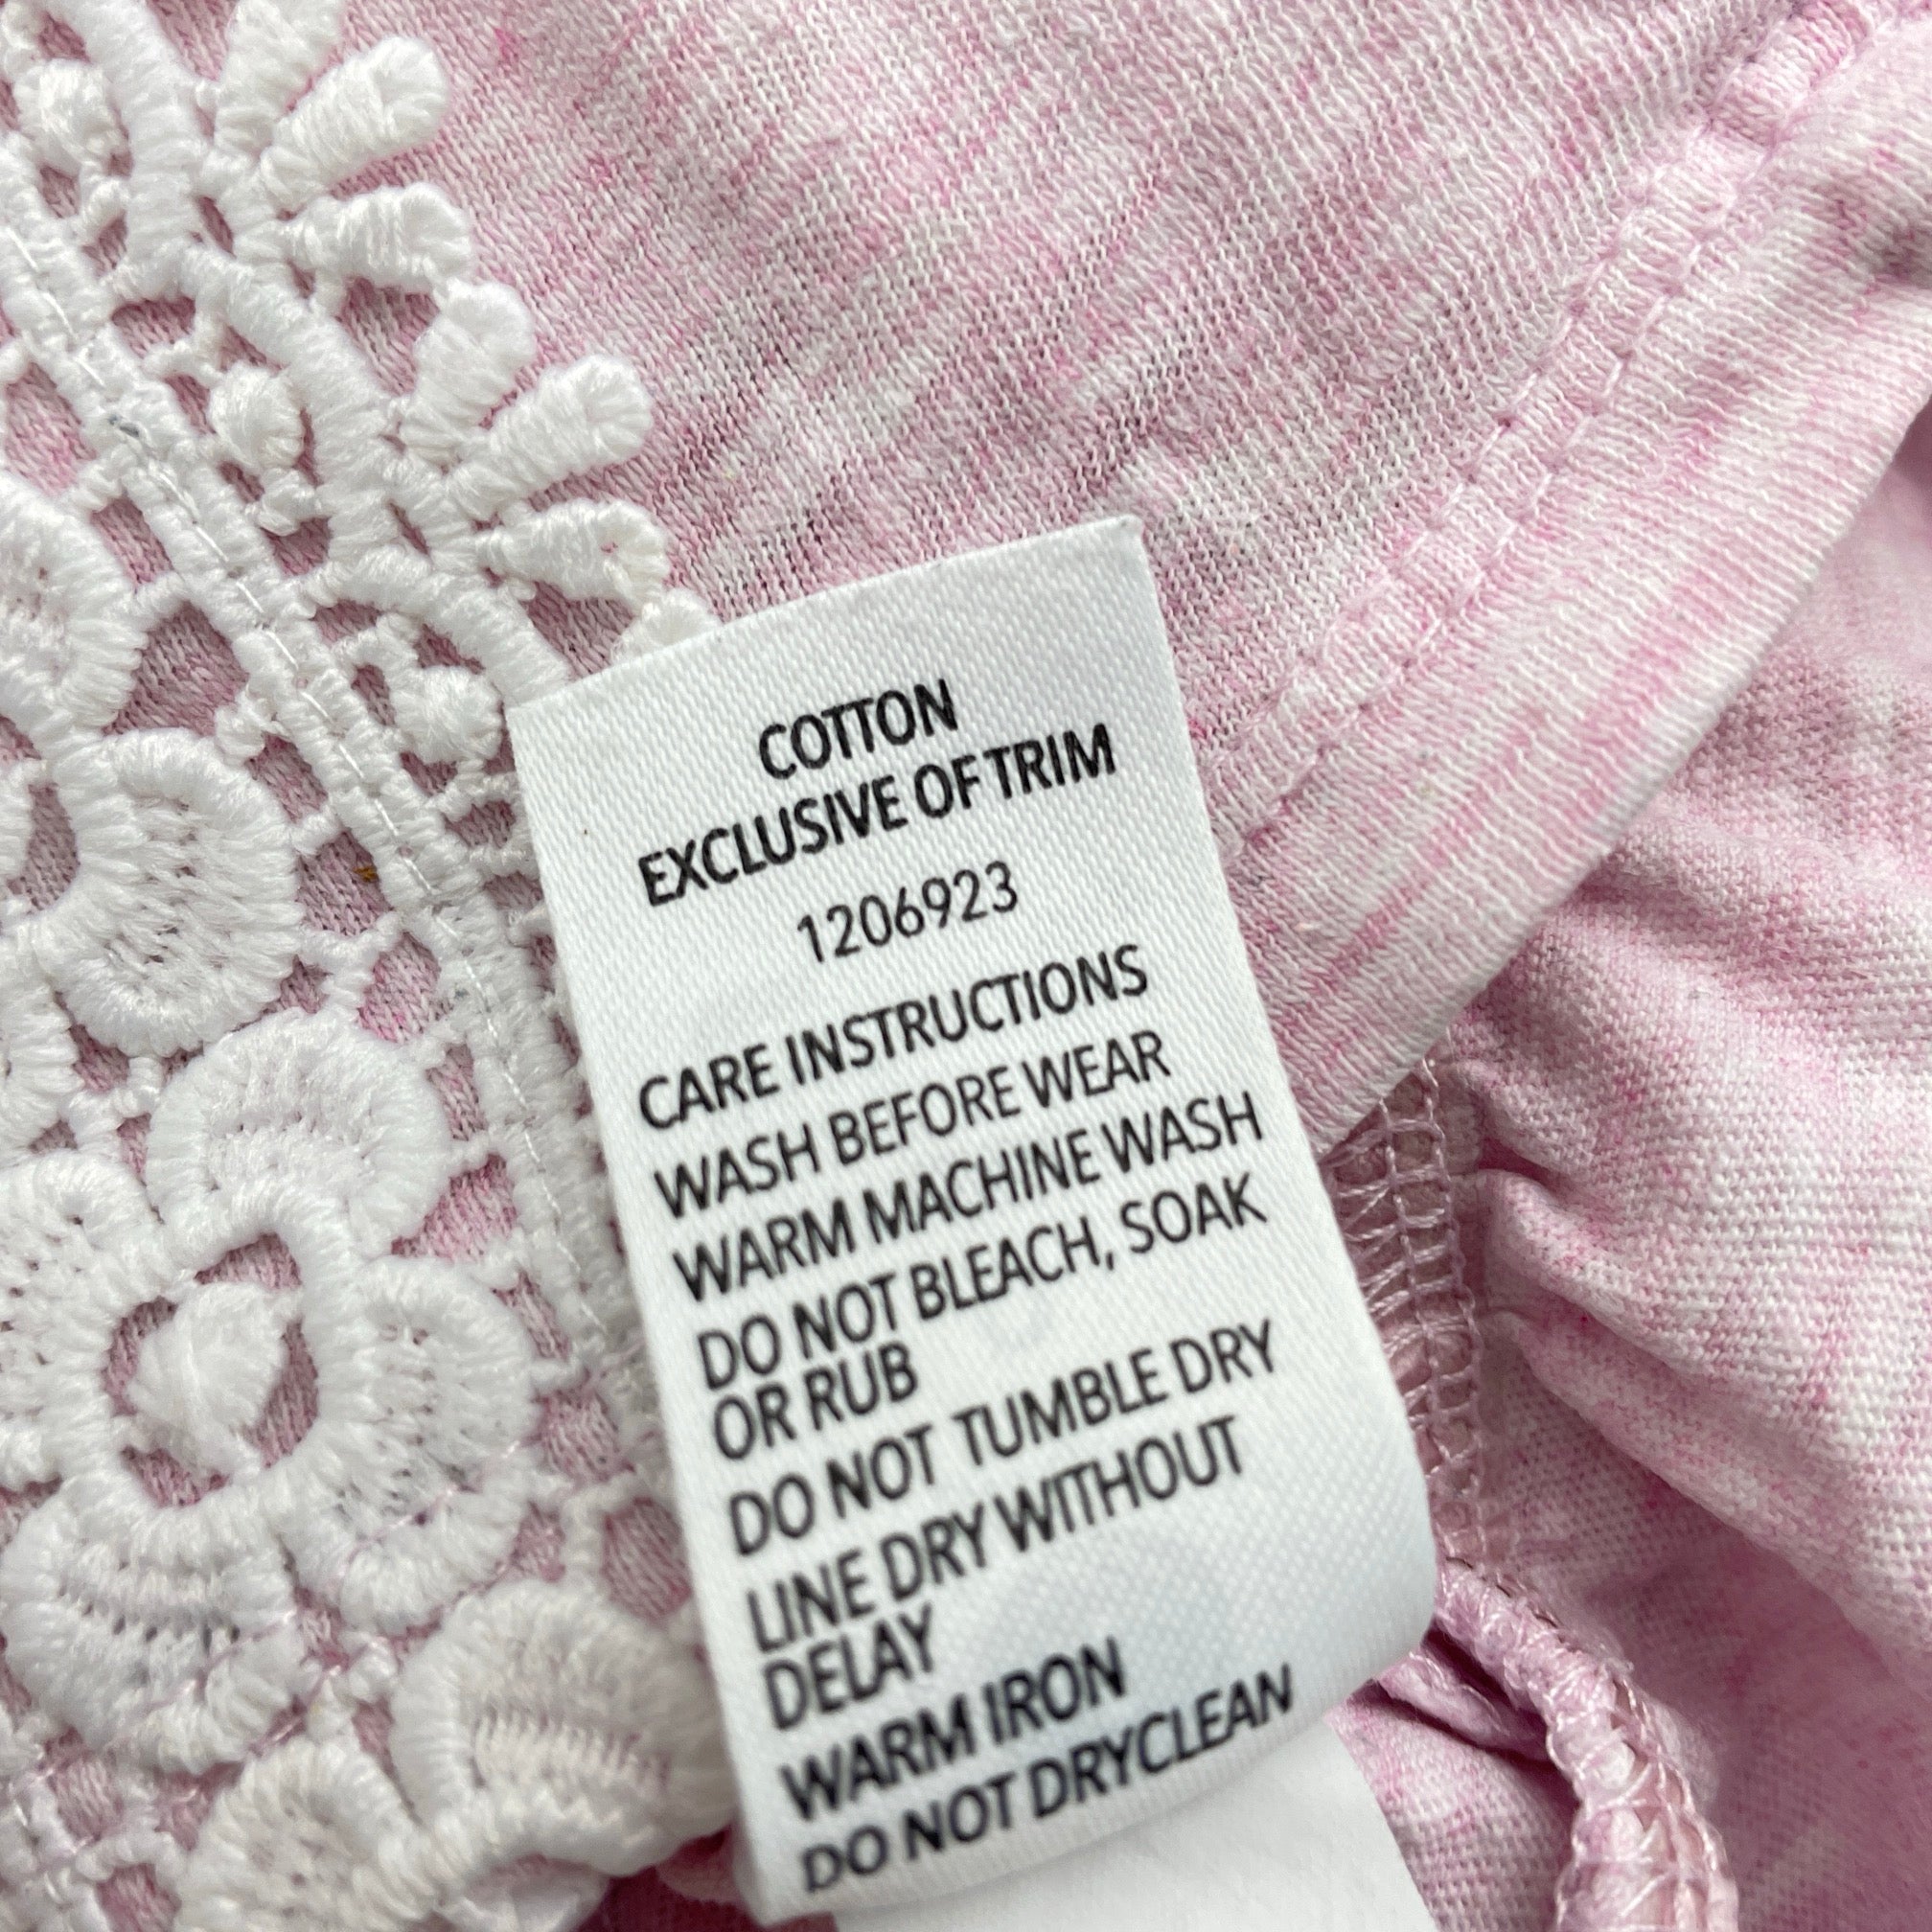 COTTON
EXCLUSIVE OF TRIM
1206923
CARE INSTRUCTIONS
WASH BEFORE WEAR
WARM MACHINE WASH
DO NOT BLEACH, SOAK
OR RUB
DO NOT TUMBLE DRY
LINE DRY WITHOUT
DELAY
WARM IRON
DO NOT DRYCLEAN